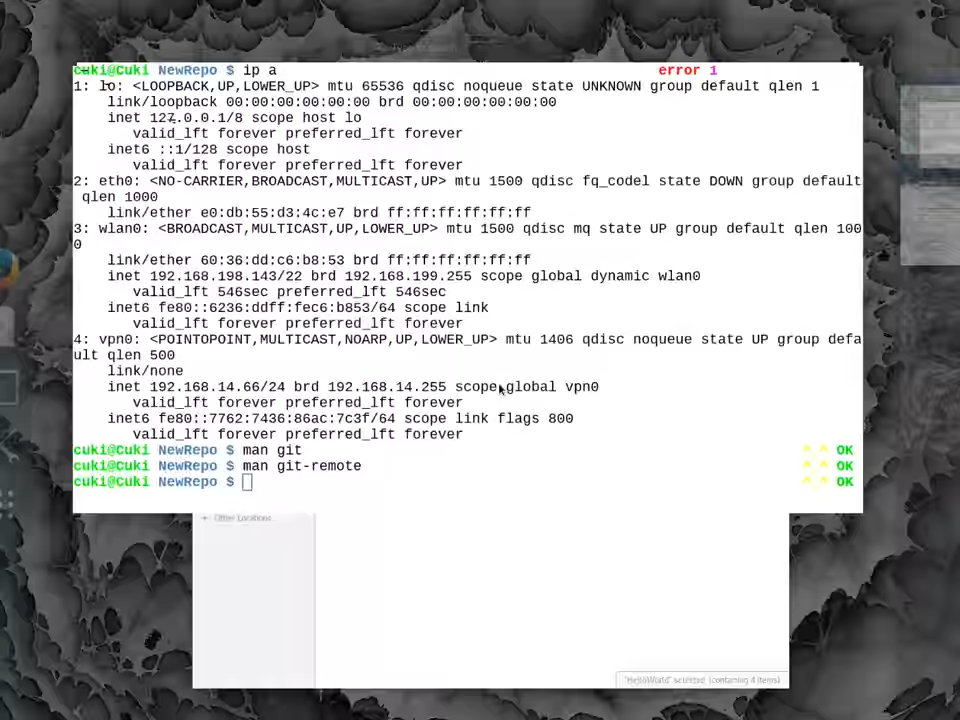 cuki@Cuki NewRepo $ ip a error 1
1: lo: <LOOPBACK,UP,LOWER_UP> mtu 65536 qdisc noqueue state UNKNOWN group default qlen 1
link/loopback 00:00:00:00:00:00 brd 00:00:00:00:00:00
inet 127.0.0.1/8 scope host lo
valid_lft forever preferred_lft forever
inet6 ::1/128 scope host
valid_lft forever preferred_lft forever
2: eth0: <NO-CARRIER,BROADCAST,MULTICAST,UP> mtu 1500 qdisc fq_codel state DOWN group default
qlen 1000
link/ether e0:db:55:d3:4c:e7 brd ff:ff:ff:ff:ff:ff
3: wlan0: <BROADCAST,MULTICAST,UP,LOWER_UP> mtu 1500 qdisc mq state UP group default qlen 100
0
link/ether 60:36:dd:c6:b8:53 brd ff:ff:ff:ff:ff:ff
inet 192.168.198.143/22 brd 192.168.199.255 scope global dynamic wlan0
valid_lft 546sec preferred_lft 546sec
inet6 fe80::6236:ddff:fec6:b853/64 scope link
valid_lft forever preferred_lft forever
4: vpn0: <POINTOPOINT,MULTICAST,NOARP,UP,LOWER_UP> mtu 1406 qdisc noqueue state UP group defa
ult qlen 500
link/none
inet 192.168.14.66/24 brd 192.168.14.255 scope global vpn0
valid_lft forever preferred_lft forever
inet6 fe80::7762:7436:86ac:7c3f/64 scope link flags 800
valid_lft forever preferred_lft forever
cuki@Cuki NewRepo $ man git ^_^ OK
cuki@Cuki NewRepo $ man git-remote ^_^ OK
cuki@Cuki NewRepo $ ^_^ OK
+ Other Locations
"HelloWorld" selected (containing 4 items)